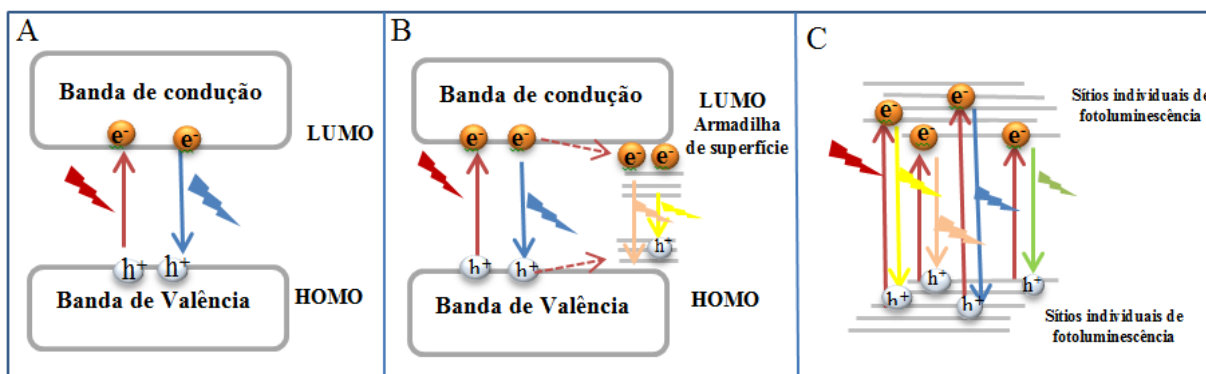 A
Banda de condução
LUMO
e-
e-
h+
h+
Banda de Valência
HOMO
B
Banda de condução
LUMO
Armadilha
de superfície
e-
e-
e-
e-
h+
h+
h+
Banda de Valência
HOMO
C
Sítios individuais de
fotoluminescência
e-
e-
e-
e-
h+
h+
h+
h+
Sítios individuais de
fotoluminescência